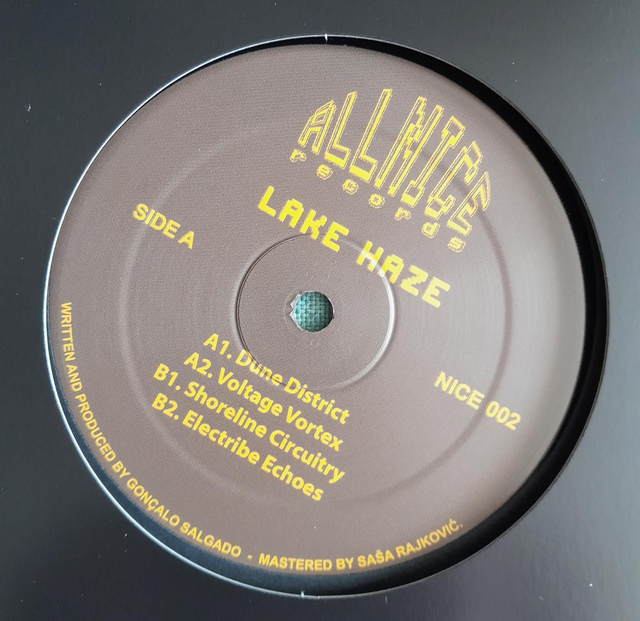 ALLNICE
records
LAKE HAZE
SIDE A
NICE 002
A1. Dune District
A2. Voltage Vortex
B1. Shoreline Circuitry
B2. Electribe Echoes
WRITTEN AND PRODUCED BY GONÇALO SALGADO - MASTERED BY SAŠA RAJKOVIĆ.